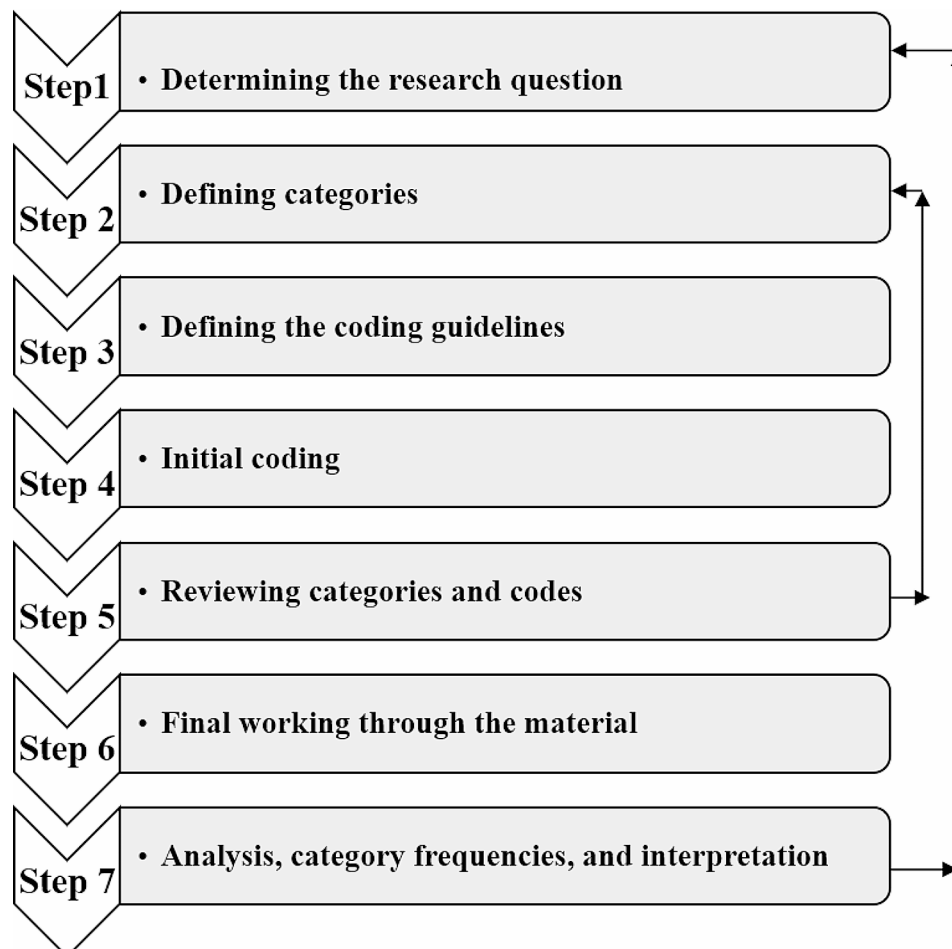 Step1
• Determining the research question
Step 2
• Defining categories
Step 3
• Defining the coding guidelines
Step 4
• Initial coding
Step 5
• Reviewing categories and codes
Step 6
• Final working through the material
Step 7
• Analysis, category frequencies, and interpretation